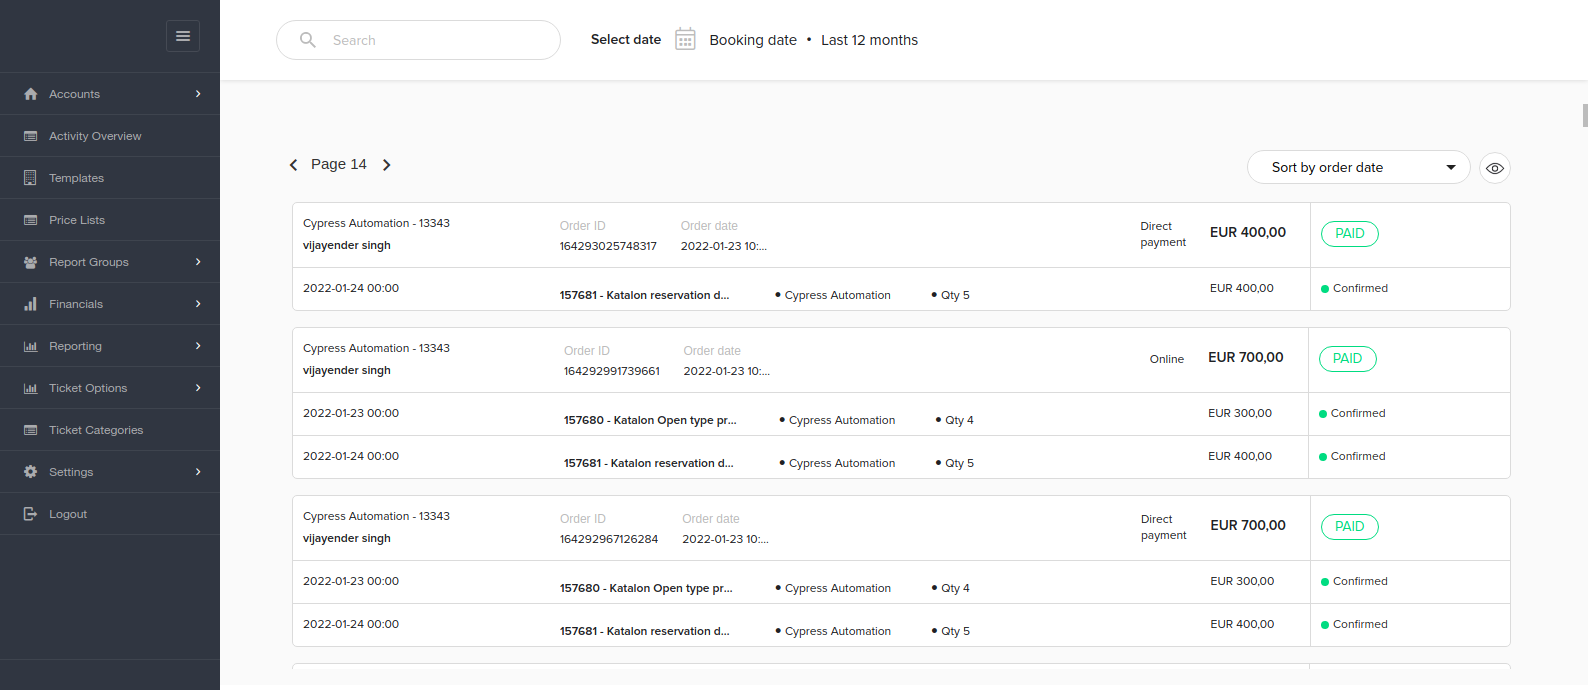 Search
Select date Booking date • Last 12 months
Accounts
Activity Overview
Templates
Price Lists
Report Groups
Financials
Reporting
Ticket Options
Ticket Categories
Settings
Logout
Page 14
Sort by order date
Cypress Automation - 13343
vijayender singh
Order ID
164293025748317
Order date
2022-01-23 10:...
Direct
payment
EUR 400,00
PAID
2022-01-24 00:00
157681 - Katalon reservation d...
• Cypress Automation
• Qty 5
EUR 400,00
Confirmed
Cypress Automation - 13343
vijayender singh
Order ID
164292991739661
Order date
2022-01-23 10:...
Online
EUR 700,00
PAID
2022-01-23 00:00
157680 - Katalon Open type pr...
• Cypress Automation
• Qty 4
EUR 300,00
Confirmed
2022-01-24 00:00
157681 - Katalon reservation d...
• Cypress Automation
• Qty 5
EUR 400,00
Confirmed
Cypress Automation - 13343
vijayender singh
Order ID
164292967126284
Order date
2022-01-23 10:...
Direct
payment
EUR 700,00
PAID
2022-01-23 00:00
157680 - Katalon Open type pr...
• Cypress Automation
• Qty 4
EUR 300,00
Confirmed
2022-01-24 00:00
157681 - Katalon reservation d...
• Cypress Automation
• Qty 5
EUR 400,00
Confirmed